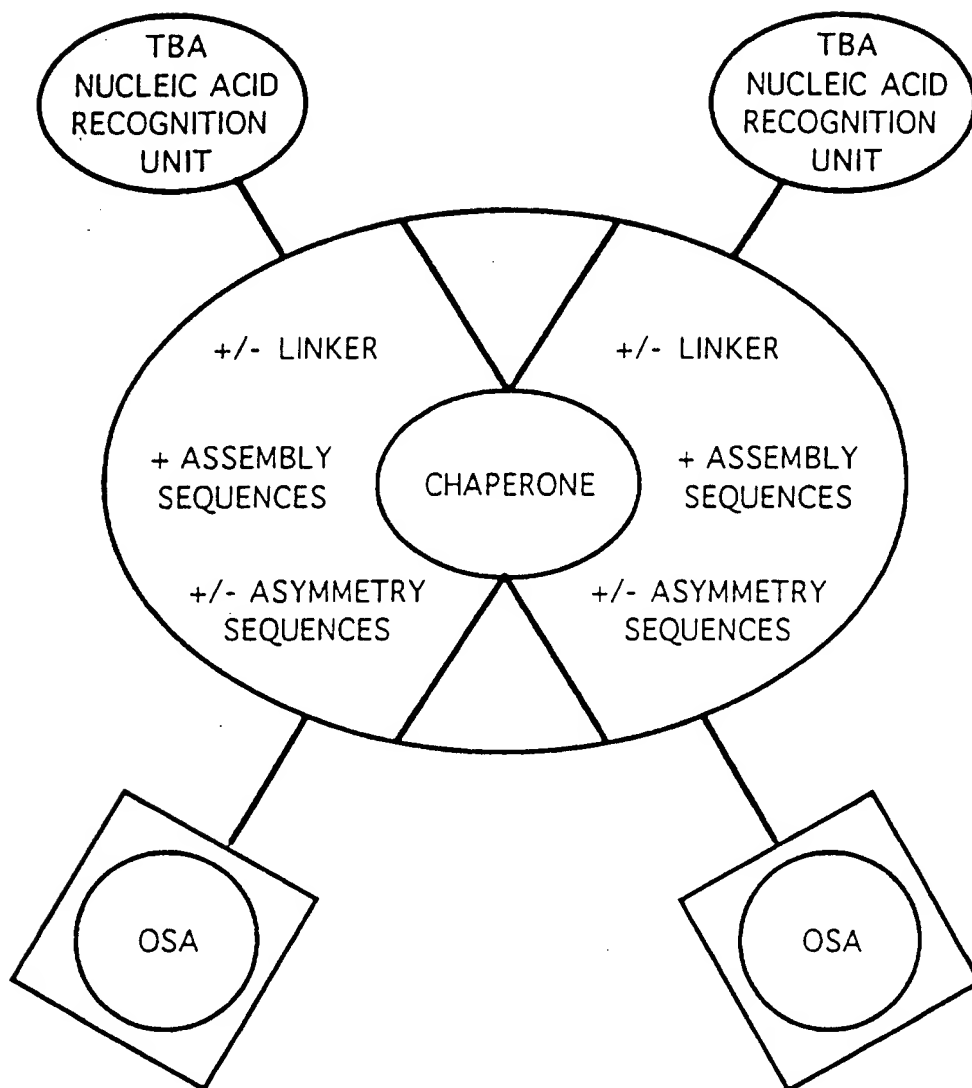 TBA
NUCLEIC ACID
RECOGNITION
UNIT
TBA
NUCLEIC ACID
RECOGNITION
UNIT
+/- LINKER
+/- LINKER
+ ASSEMBLY
SEQUENCES
CHAPERONE
+ ASSEMBLY
SEQUENCES
+/- ASYMMETRY
SEQUENCES
+/- ASYMMETRY
SEQUENCES
OSA
OSA